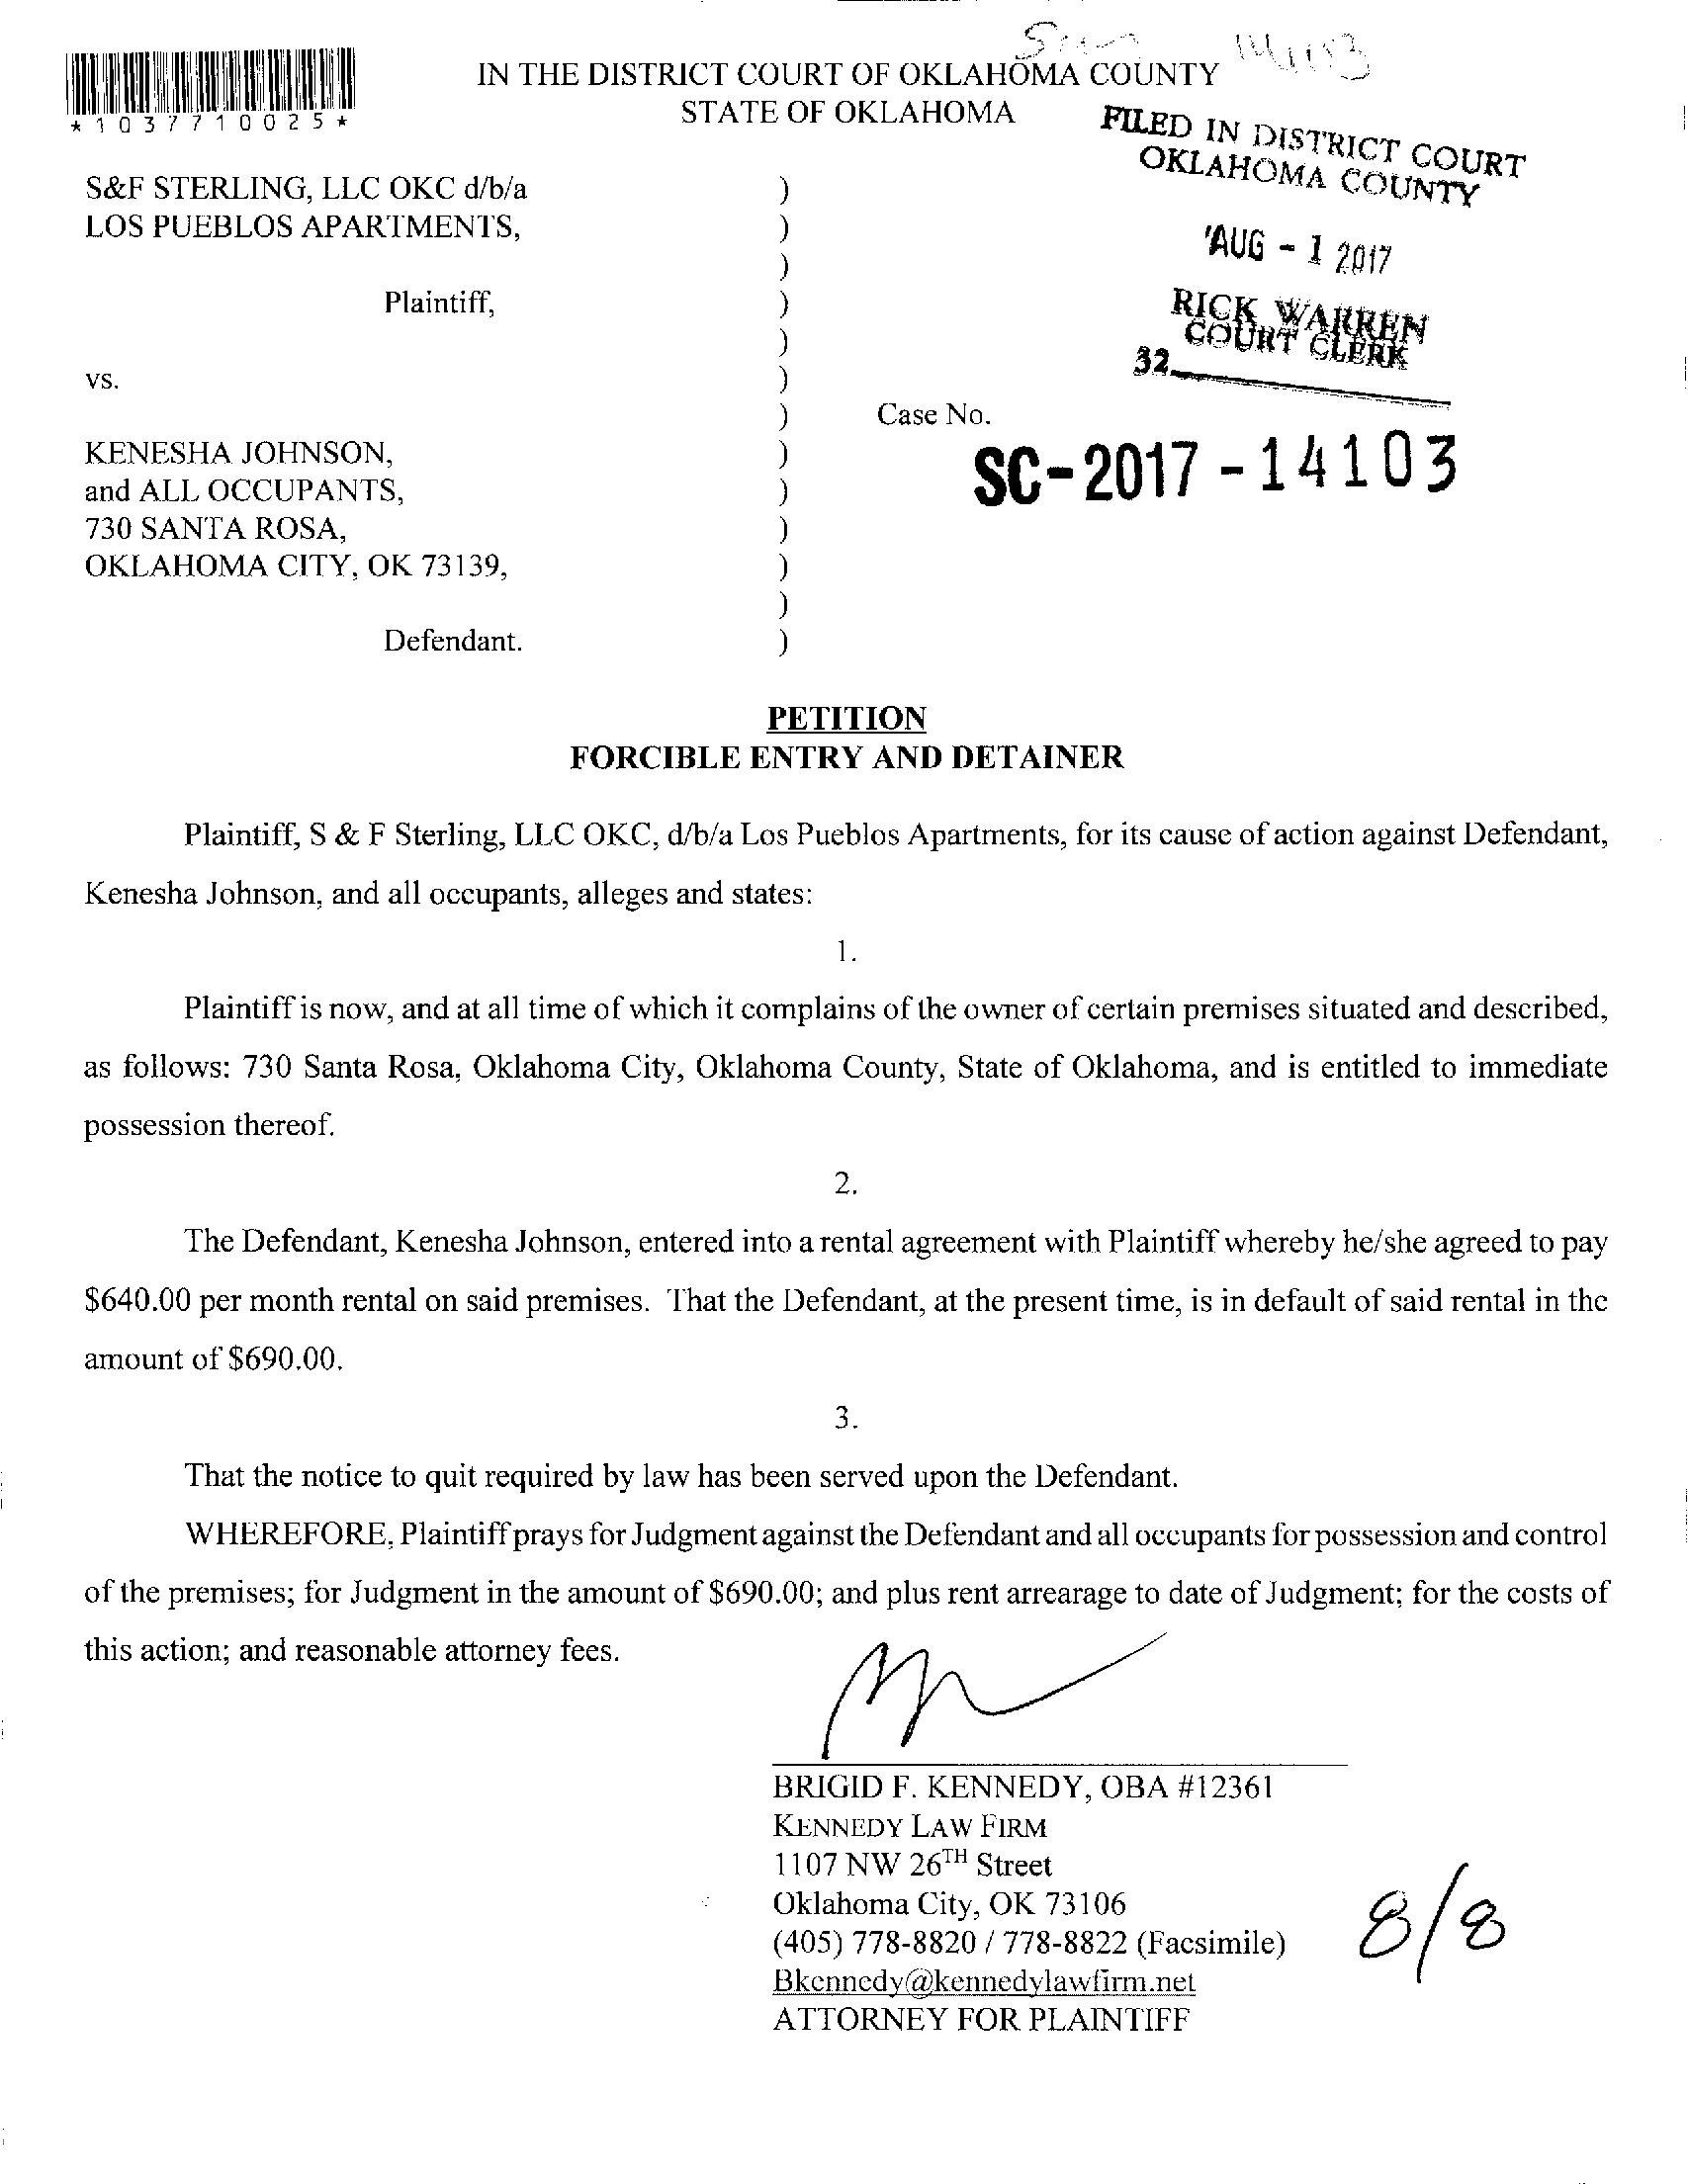 IN THE DISTRICT COURT OF OKLAHOMA COUNTY
STATE OF OKLAHOMA
*1037710025*
FILED IN DISTRICT COURT
OKLAHOMA COUNTY
AUG - 1 2017
RICK WARREN
COURT CLERK
32
S&F STERLING, LLC OKC d/b/a )
LOS PUEBLOS APARTMENTS, )
)
Plaintiff, )
)
vs. )
) Case No.
KENESHA JOHNSON, ) SC-2017-14103
and ALL OCCUPANTS, )
730 SANTA ROSA, )
OKLAHOMA CITY, OK 73139, )
)
Defendant. )
PETITION
FORCIBLE ENTRY AND DETAINER
Plaintiff, S & F Sterling, LLC OKC, d/b/a Los Pueblos Apartments, for its cause of action against Defendant,
Kenesha Johnson, and all occupants, alleges and states:
1.
Plaintiff is now, and at all time of which it complains of the owner of certain premises situated and described,
as follows: 730 Santa Rosa, Oklahoma City, Oklahoma County, State of Oklahoma, and is entitled to immediate
possession thereof.
2.
The Defendant, Kenesha Johnson, entered into a rental agreement with Plaintiff whereby he/she agreed to pay
$640.00 per month rental on said premises. That the Defendant, at the present time, is in default of said rental in the
amount of $690.00.
3.
That the notice to quit required by law has been served upon the Defendant.
WHEREFORE, Plaintiff prays for Judgment against the Defendant and all occupants for possession and control
of the premises; for Judgment in the amount of $690.00; and plus rent arrearage to date of Judgment; for the costs of
this action; and reasonable attorney fees.
BRIGID F. KENNEDY, OBA #12361
KENNEDY LAW FIRM
1107 NW 26TH Street
Oklahoma City, OK 73106
(405) 778-8820 / 778-8822 (Facsimile)
Bkennedy@kennedylawfirm.net
ATTORNEY FOR PLAINTIFF
8/8